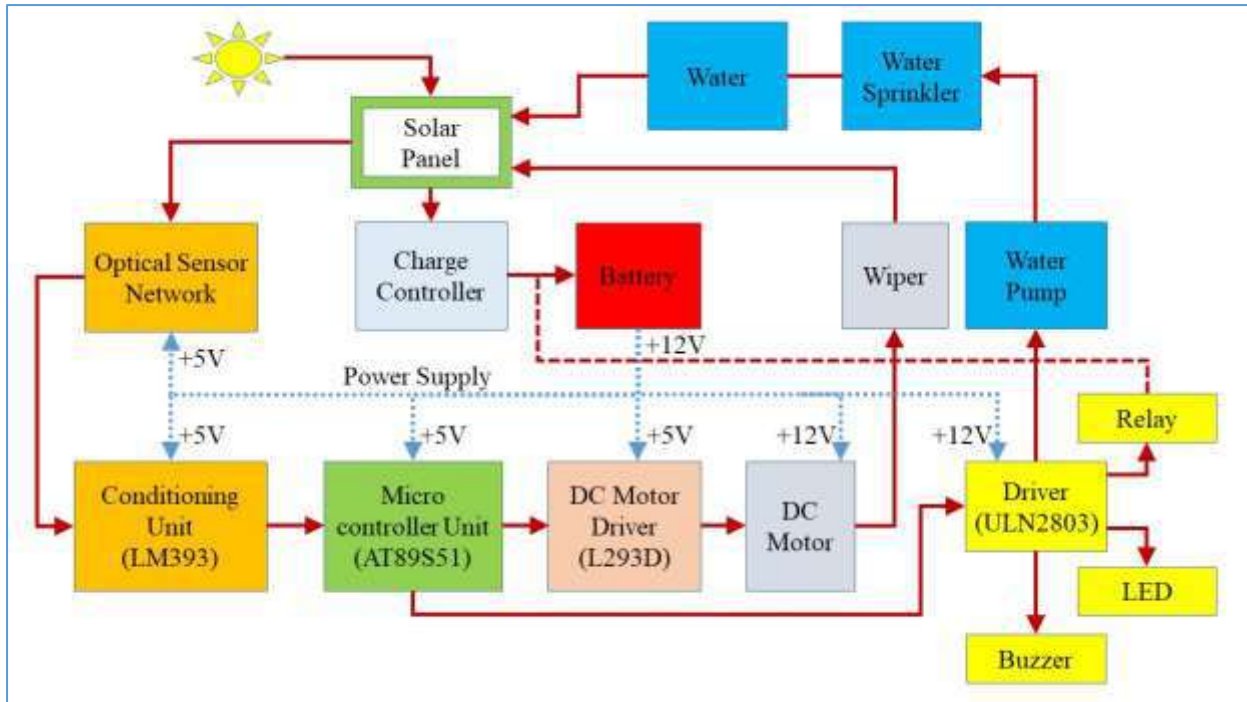 Water
Water
Sprinkler
Solar
Panel
Optical Sensor
Network
Charge
Controller
Battery
Wiper
Water
Pump
+5V
+12V
Power Supply
Relay
+5V
+5V
+5V
+12V
+12V
Conditioning
Unit
(LM393)
Micro
controller Unit
(AT89S51)
DC Motor
Driver
(L293D)
DC
Motor
Driver
(ULN2803)
LED
Buzzer